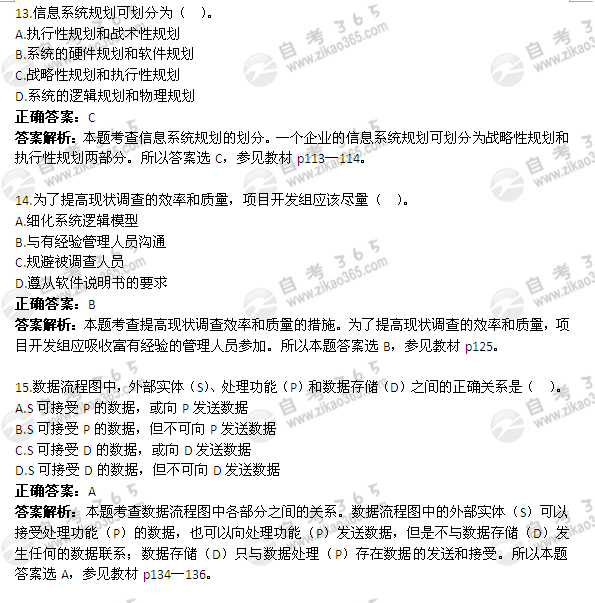 13.信息系统规划可划分为（　）。
A.执行性规划和战术性规划
B.系统的硬件规划和软件规划
C.战略性规划和执行性规划
D.系统的逻辑规划和物理规划
正确答案：C
答案解析：本题考查信息系统规划的划分。一个企业的信息系统规划可划分为战略性规划和
执行性规划两部分。所以答案选 C，参见教材 p113—114。
14.为了提高现状调查的效率和质量，项目开发组应该尽量（　）。
A.细化系统逻辑模型
B.与有经验管理人员沟通
C.规避被调查人员
D.遵从软件说明书的要求
正确答案：B
答案解析：本题考查提高现状调查效率和质量的措施。为了提高现状调查的效率和质量，项
目开发组应吸收富有经验的管理人员参加。所以本题答案选 B，参见教材 p125。
15.数据流程图中，外部实体（S）、处理功能（P）和数据存储（D）之间的正确关系是（　）。
A.S 可接受 P 的数据，或向 P 发送数据
B.S 可接受 P 的数据，但不可向 P 发送数据
C.S 可接受 D 的数据，或向 D 发送数据
D.S 可接受 D 的数据，但不可向 D 发送数据
正确答案：A
答案解析：本题考查数据流程图中各部分之间的关系。数据流程图中的外部实体（S）可以
接受处理功能（P）的数据，也可以向处理功能（P）发送数据，但是不与数据存储（D）发
生任何的数据联系；数据存储（D）只与数据处理（P）存在数据的发送和接受。所以本题
答案选 A，参见教材 p134—136。
自考365
www.zikao365.com